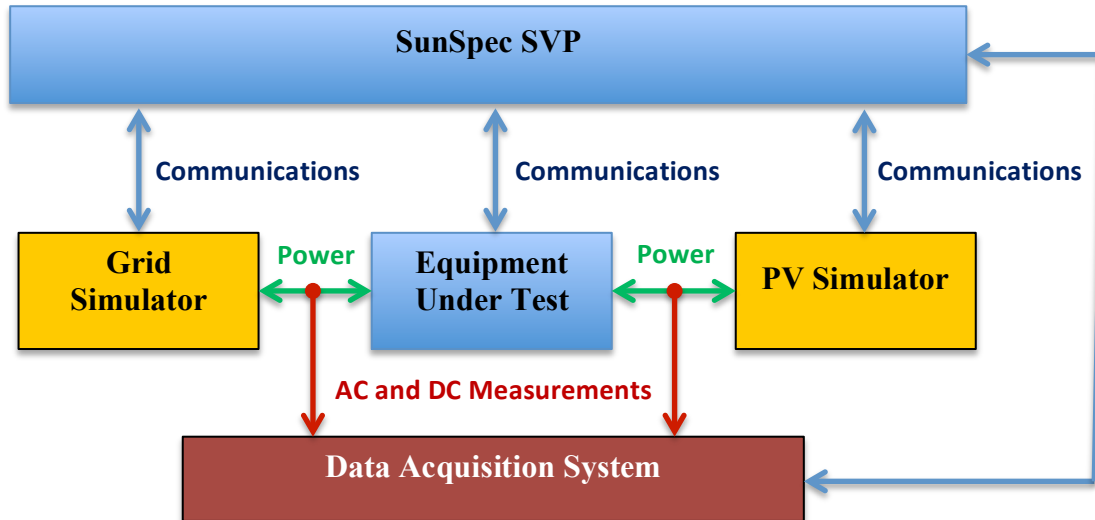 SunSpec SVP
Communications
Communications
Communications
Grid
Simulator
Power
Equipment
Under Test
Power
PV Simulator
AC and DC Measurements
Data Acquisition System